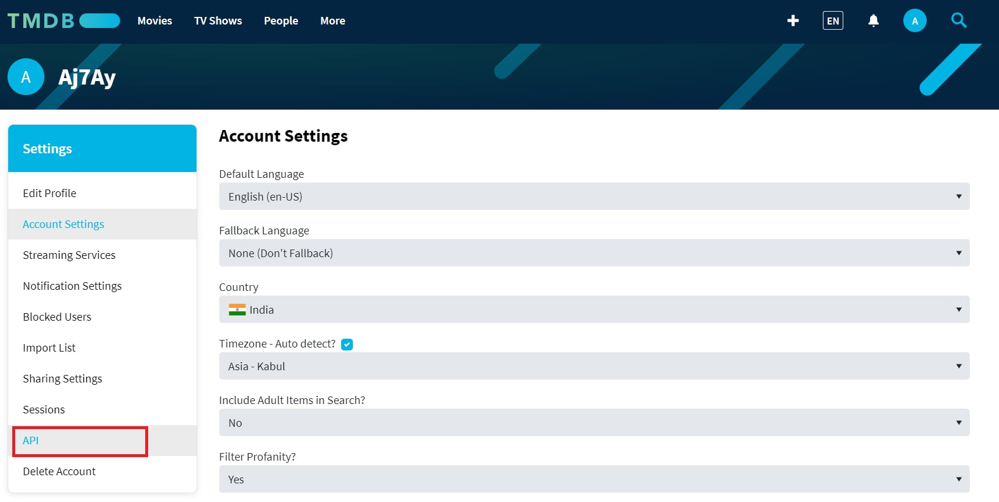 TMDB Movies TV Shows People More EN A
A Aj7Ay
Settings
Edit Profile
Account Settings
Streaming Services
Notification Settings
Blocked Users
Import List
Sharing Settings
Sessions
API
Delete Account
Account Settings
Default Language
English (en-US)
Fallback Language
None (Don't Fallback)
Country
India
Timezone - Auto detect?
Asia - Kabul
Include Adult Items in Search?
No
Filter Profanity?
Yes